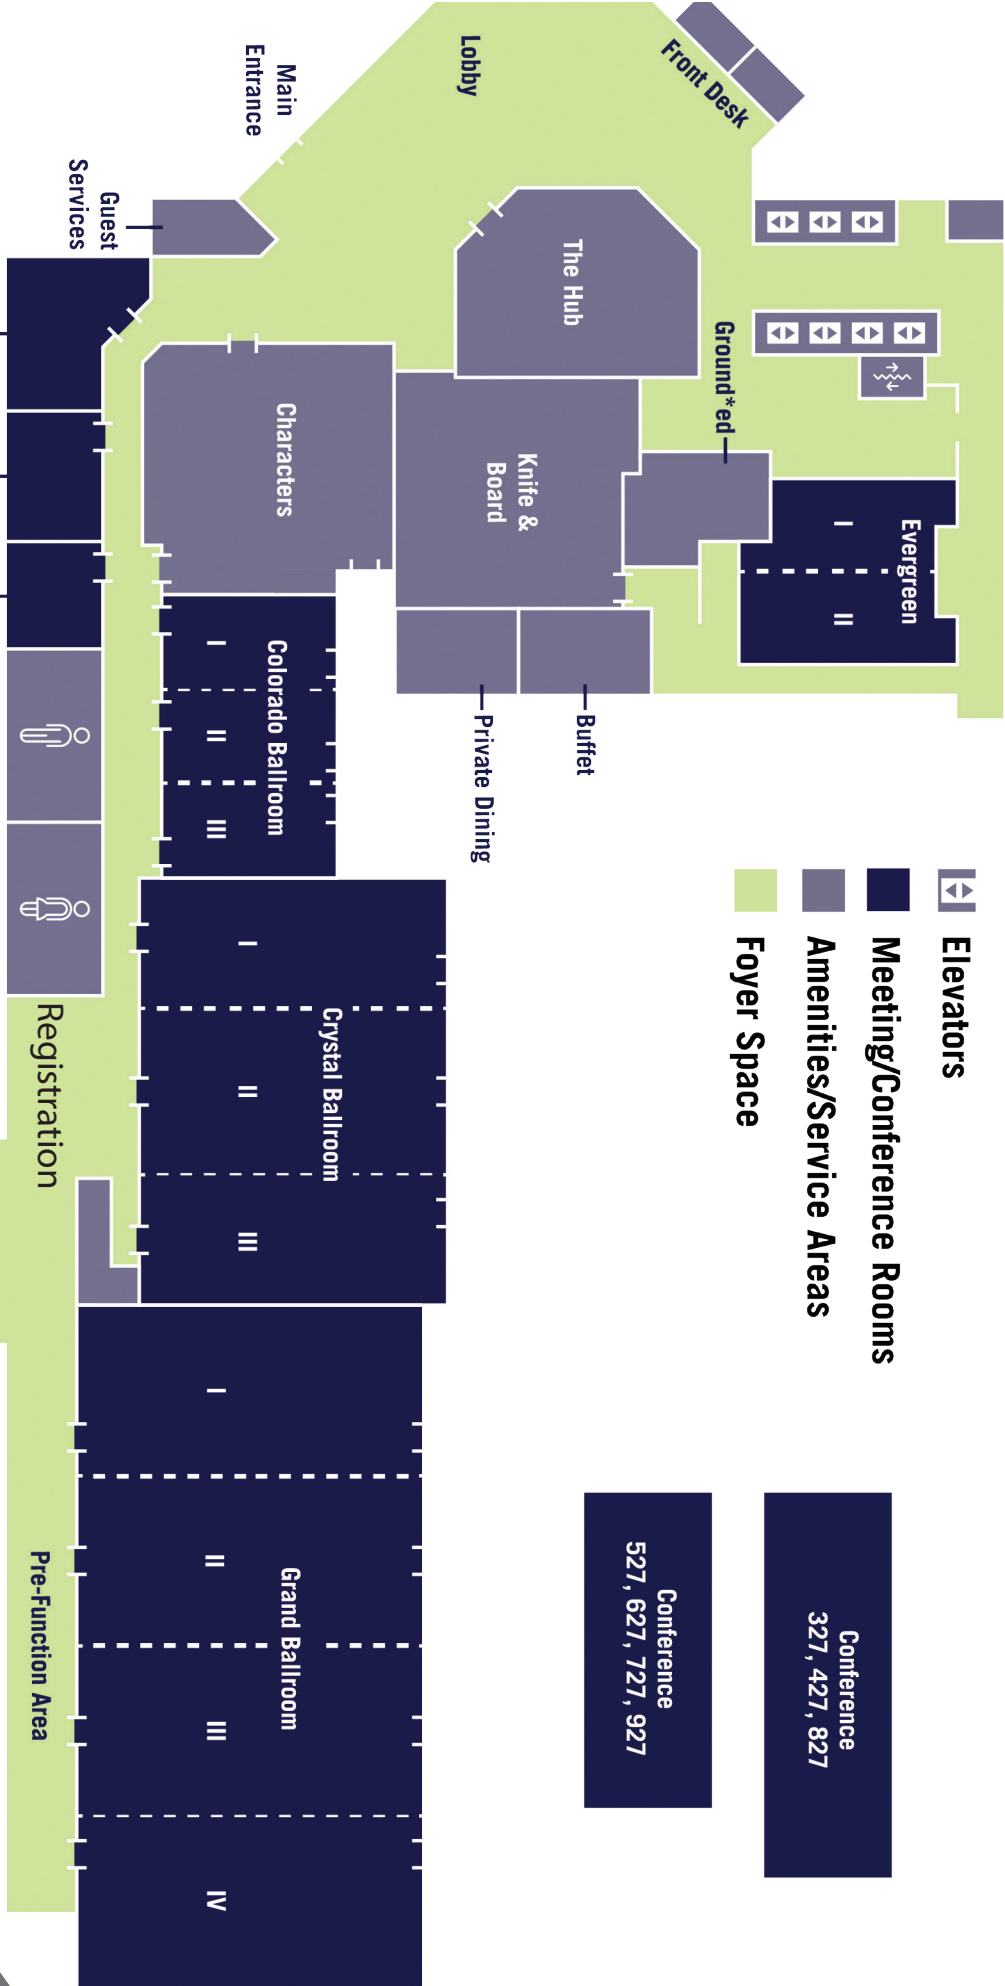 Front Desk
Lobby
Main
Entrance
Guest
Services
The Hub
Ground*ed
Characters
Knife &
Board
Evergreen
I
II
Buffet
Private Dining
Colorado Ballroom
I
II
III
Crystal Ballroom
I
II
III
Registration
Grand Ballroom
I
II
III
IV
Pre-Function Area
Elevators
Meeting/Conference Rooms
Amenities/Service Areas
Foyer Space
Conference
327, 427, 827
Conference
527, 627, 727, 927